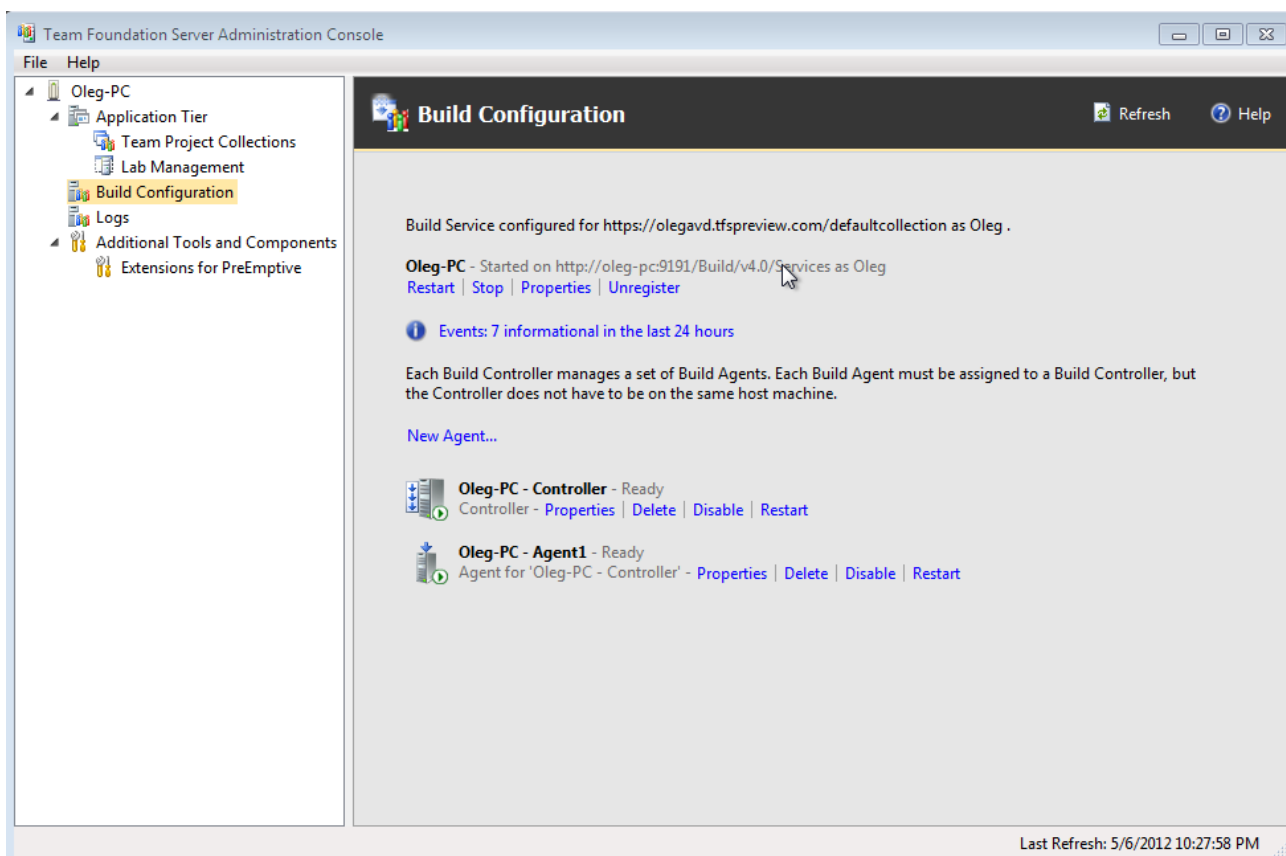 Team Foundation Server Administration Console
File Help
Oleg-PC
Application Tier
Team Project Collections
Lab Management
Build Configuration
Logs
Additional Tools and Components
Extensions for PreEmptive
Build Configuration
Refresh
Help
Build Service configured for https://olegavd.tfspreview.com/defaultcollection as Oleg .
Oleg-PC - Started on http://oleg-pc:9191/Build/v4.0/Services as Oleg
Restart | Stop | Properties | Unregister
Events: 7 informational in the last 24 hours
Each Build Controller manages a set of Build Agents. Each Build Agent must be assigned to a Build Controller, but
the Controller does not have to be on the same host machine.
New Agent...
Oleg-PC - Controller - Ready
Controller - Properties | Delete | Disable | Restart
Oleg-PC - Agent1 - Ready
Agent for 'Oleg-PC - Controller' - Properties | Delete | Disable | Restart
Last Refresh: 5/6/2012 10:27:58 PM